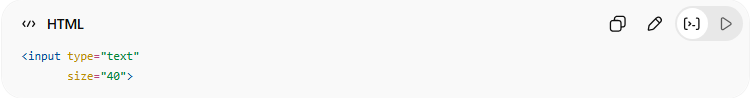 HTML
<input type="text"
size="40">